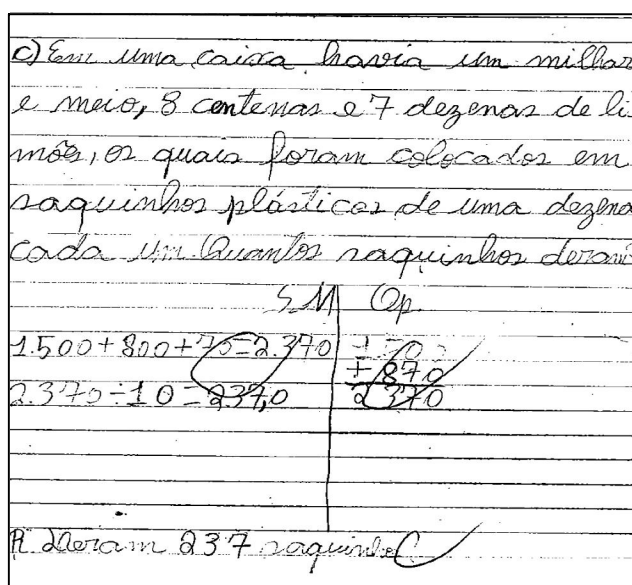 c) Em uma caixa havia um milhar
e meio, 8 centenas e 7 dezenas de li
mões, os quais foram colocados em
saquinhos plásticos de uma dezena
cada um. Quantos saquinhos deram?
S.M Op.
1.500+800+70=2.370 1500
+ 870
2.370÷10=237,0 2370
R Deram 237 saquinhos